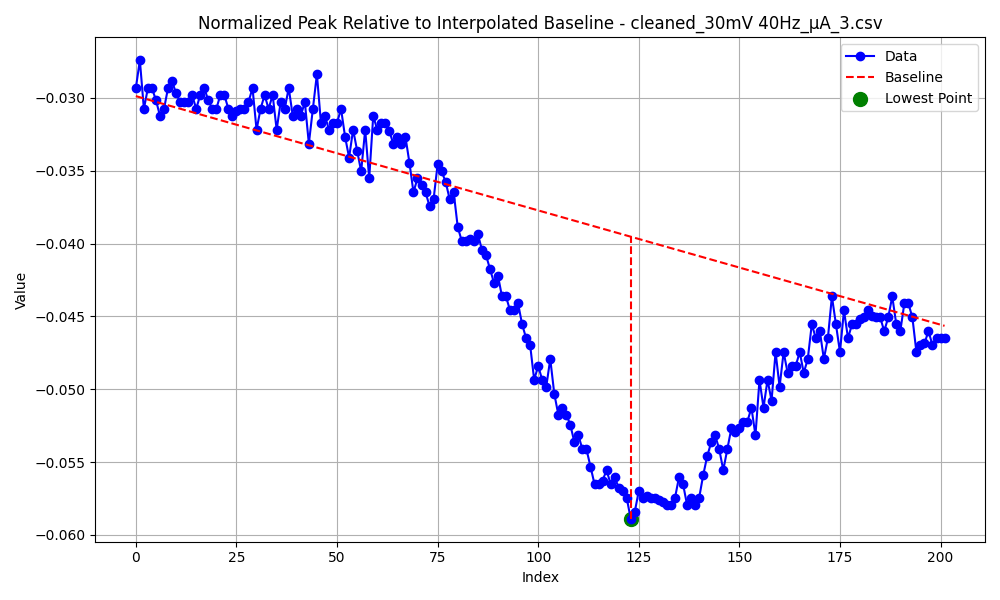 Normalized Peak Relative to Interpolated Baseline - cleaned_30mV 40Hz_μA_3.csv
Data
Baseline
Lowest Point
−0.030
−0.035
−0.040
−0.045
−0.050
−0.055
−0.060
Value
0 25 50 75 100 125 150 175 200
Index